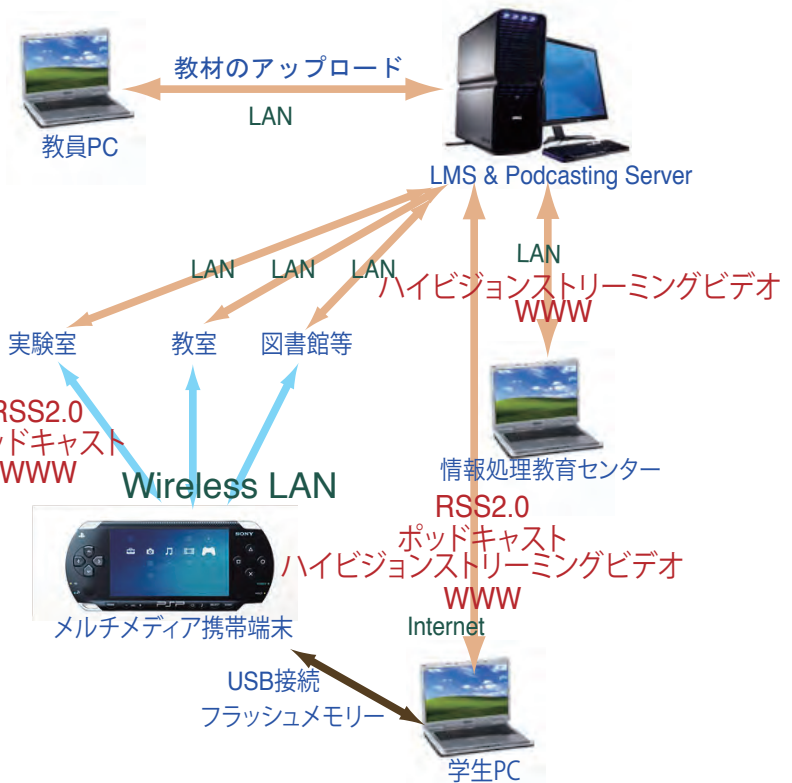 教材のアップロード
LAN
教員PC
LMS & Podcasting Server
LAN
LAN
LAN
LAN
ハイビジョンストリーミングビデオ
WWW
実験室
教室
図書館等
RSS2.0
ッドキャスト
WWW
Wireless LAN
情報処理教育センター
RSS2.0
ポッドキャスト
ハイビジョンストリーミングビデオ
WWW
SONY
PSP
メルチメディア携帯端末
Internet
USB接続
フラッシュメモリー
学生PC